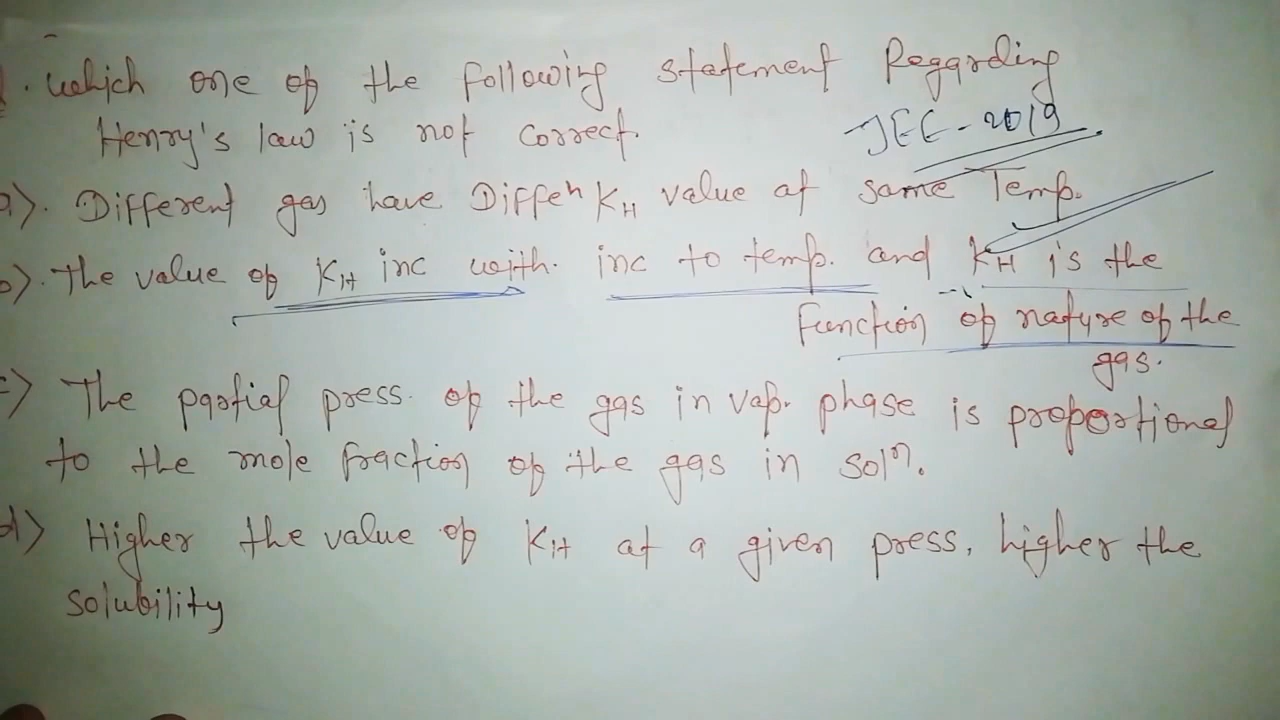 . which one of the following statement Regarding
Henry's law is not correct.
JEE - 2019
a). Different gas have Diffeⁿ KH value at same Temp.
b). The value of KH inc with. inc to temp. and KH is the
function of nature of the
gas.
c) The partial press. of the gas in vap. phase is proportional
to the mole fraction of the gas in solⁿ.
d) Higher the value of KH at a given press, higher the
solubility